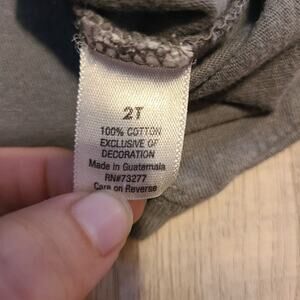 2T
100% COTTON
EXCLUSIVE OF
DECORATION
Made in Guatemala
RN#73277
Care on Reverse